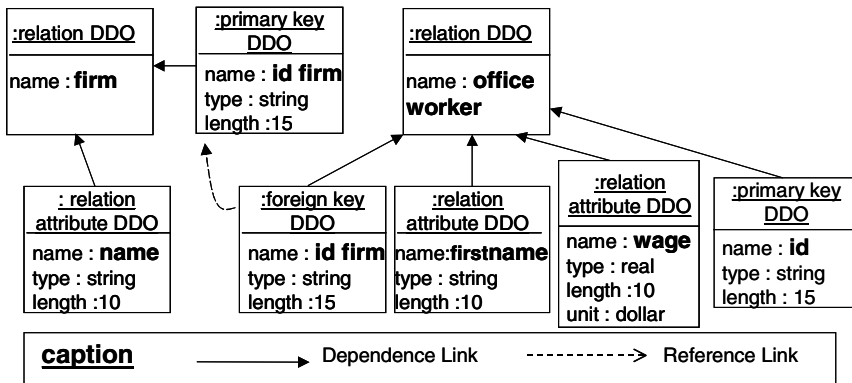 :relation DDO
name : firm
:primary key
DDO
name : id firm
type : string
length :15
:relation DDO
name : office
worker
: relation
attribute DDO
name : name
type : string
length :10
:foreign key
DDO
name : id firm
type : string
length :15
:relation
attribute DDO
name:firstname
type : string
length :10
:relation
attribute DDO
name : wage
type : real
length :10
unit : dollar
:primary key
DDO
name : id
type : string
length : 15
caption
Dependence Link
Reference Link